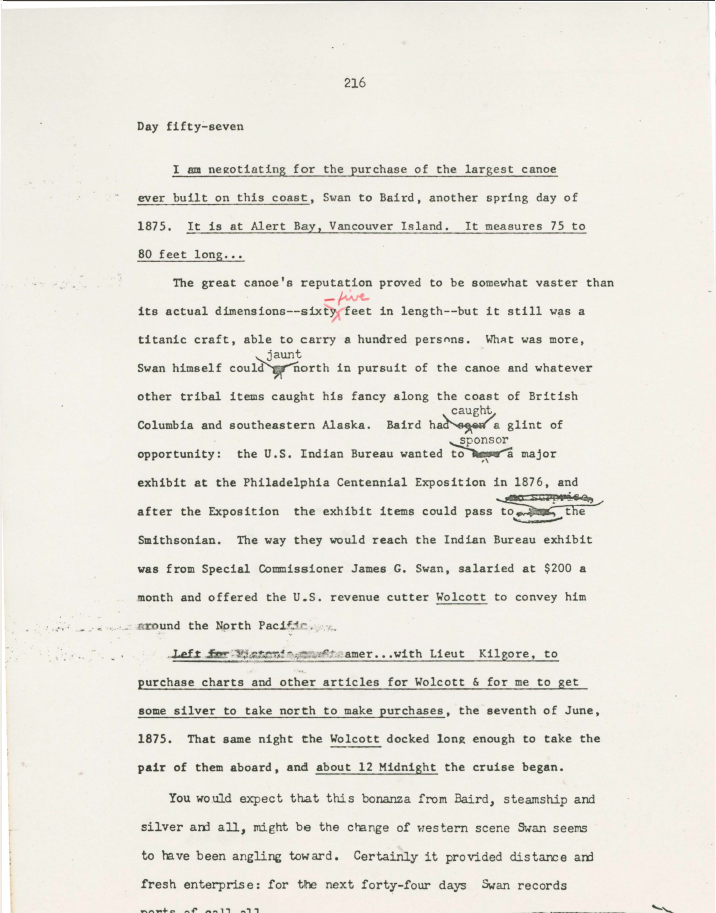 216
Day fifty-seven
I am negotiating for the purchase of the largest canoe
ever built on this coast, Swan to Baird, another spring day of
1875. It is at Alert Bay, Vancouver Island. It measures 75 to
80 feet long...
The great canoe's reputation proved to be somewhat vaster than
-five
its actual dimensions--sixty feet in length--but it still was a
titanic craft, able to carry a hundred persons. What was more,
jaunt
Swan himself could north in pursuit of the canoe and whatever
other tribal items caught his fancy along the coast of British
caught
Columbia and southeastern Alaska. Baird had seen a glint of
sponsor
opportunity: the U.S. Indian Bureau wanted to have a major
exhibit at the Philadelphia Centennial Exposition in 1876, and
no surprise,
after the Exposition the exhibit items could pass to the
Smithsonian. The way they would reach the Indian Bureau exhibit
was from Special Commissioner James G. Swan, salaried at $200 a
month and offered the U.S. revenue cutter Wolcott to convey him
around the North Pacific.
Left for Victoria steamer...with Lieut Kilgore, to
purchase charts and other articles for Wolcott & for me to get
some silver to take north to make purchases, the seventh of June,
1875. That same night the Wolcott docked long enough to take the
pair of them aboard, and about 12 Midnight the cruise began.
You would expect that this bonanza from Baird, steamship and
silver and all, might be the change of western scene Swan seems
to have been angling toward. Certainly it provided distance and
fresh enterprise: for the next forty-four days Swan records
ports of call all